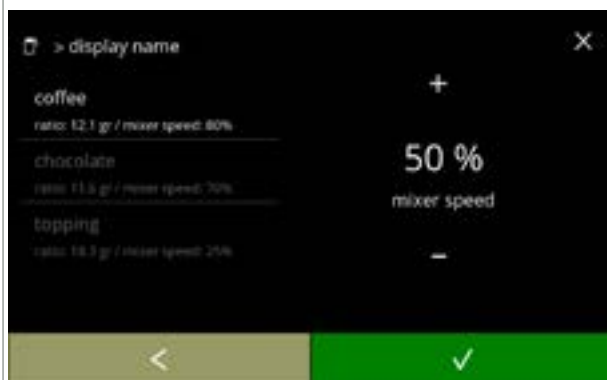 > display name
coffee
ratio: 12.1 gr / mixer speed: 80%
chocolate
ratio: 11.6 gr / mixer speed: 70%
topping
ratio: 18.3 gr / mixer speed: 25%
+
50 %
mixer speed
−
<